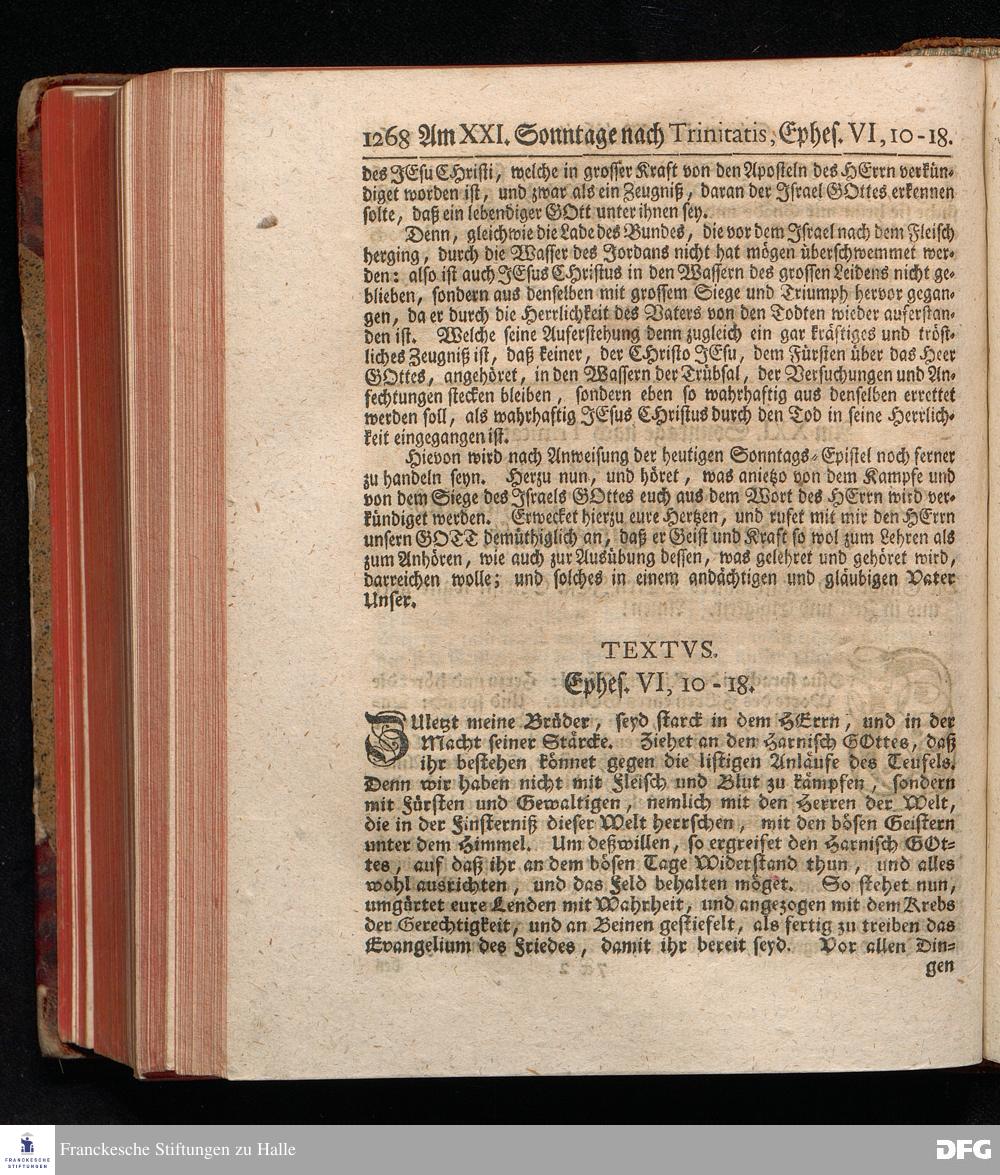 1268 Am XXI. Sonntage nach Trinitatis, Ephes. VI, 10-18.
des JEsu CHristi, welche in grosser Kraft von den Aposteln des HErrn verkün-
diget worden ist, und zwar als ein Zeugniß, daran der Israel GOttes erkennen
solte, daß ein lebendiger GOtt unter ihnen sey.
Denn, gleichwie die Lade des Bundes, die vor dem Israel nach dem Fleisch
herging, durch die Wasser des Jordans nicht hat mögen überschwemmet wer-
den: also ist auch JEsus CHristus in den Wassern des grossen Leidens nicht ge-
blieben, sondern aus denselben mit grossem Siege und Triumph hervor gegan-
gen, da er durch die Herrlichkeit des Vaters von den Todten wieder auferstan-
den ist. Welche seine Auferstehung denn zugleich ein gar kräftiges und tröst-
liches Zeugniß ist, daß keiner, der CHristo JEsu, dem Fürsten über das Heer
GOttes, angehöret, in den Wassern der Trübsal, der Versuchungen und An-
fechtungen stecken bleiben, sondern eben so wahrhaftig aus denselben errettet
werden soll, als wahrhaftig JEsus CHristus durch den Tod in seine Herrlich-
keit eingegangen ist.
Hievon wird nach Anweisung der heutigen Sonntags-Epistel noch ferner
zu handeln seyn. Herzu nun, und höret, was anietzo von dem Kampfe und
von dem Siege des Israels GOttes euch aus dem Wort des HErrn wird ver-
kündiget werden. Erwecket hierzu eure Hertzen, und rufet mit mir den HErrn
unsern GOTT demüthiglich an, daß er Geist und Kraft so wol zum Lehren als
zum Anhören, wie auch zur Ausübung dessen, was gelehret und gehöret wird,
darreichen wolle; und solches in einem andächtigen und gläubigen Vater
Unser.
TEXTVS.
Ephes. VI, 10-18.
ZUletzt meine Brüder, seyd starck in dem HErrn, und in der
Macht seiner Stärcke. Ziehet an den Harnisch GOttes, daß
ihr bestehen könnet gegen die listigen Anläufe des Teufels.
Denn wir haben nicht mit Fleisch und Blut zu kämpfen, sondern
mit Fürsten und Gewaltigen, nemlich mit den Herren der Welt,
die in der Finsterniß dieser Welt herrschen, mit den bösen Geistern
unter dem Himmel. Um deßwillen, so ergreifet den Harnisch GOt-
tes, auf daß ihr an dem bösen Tage Widerstand thun, und alles
wohl ausrichten, und das Feld behalten möget. So stehet nun,
umgürtet eure Lenden mit Wahrheit, und angezogen mit dem Krebs
der Gerechtigkeit, und an Beinen gestiefelt, als fertig zu treiben das
Evangelium des Friedes, damit ihr bereit seyd. Vor allen Din-
gen
FRANCKESCHE
STIFTUNGEN
Franckesche Stiftungen zu Halle
DFG